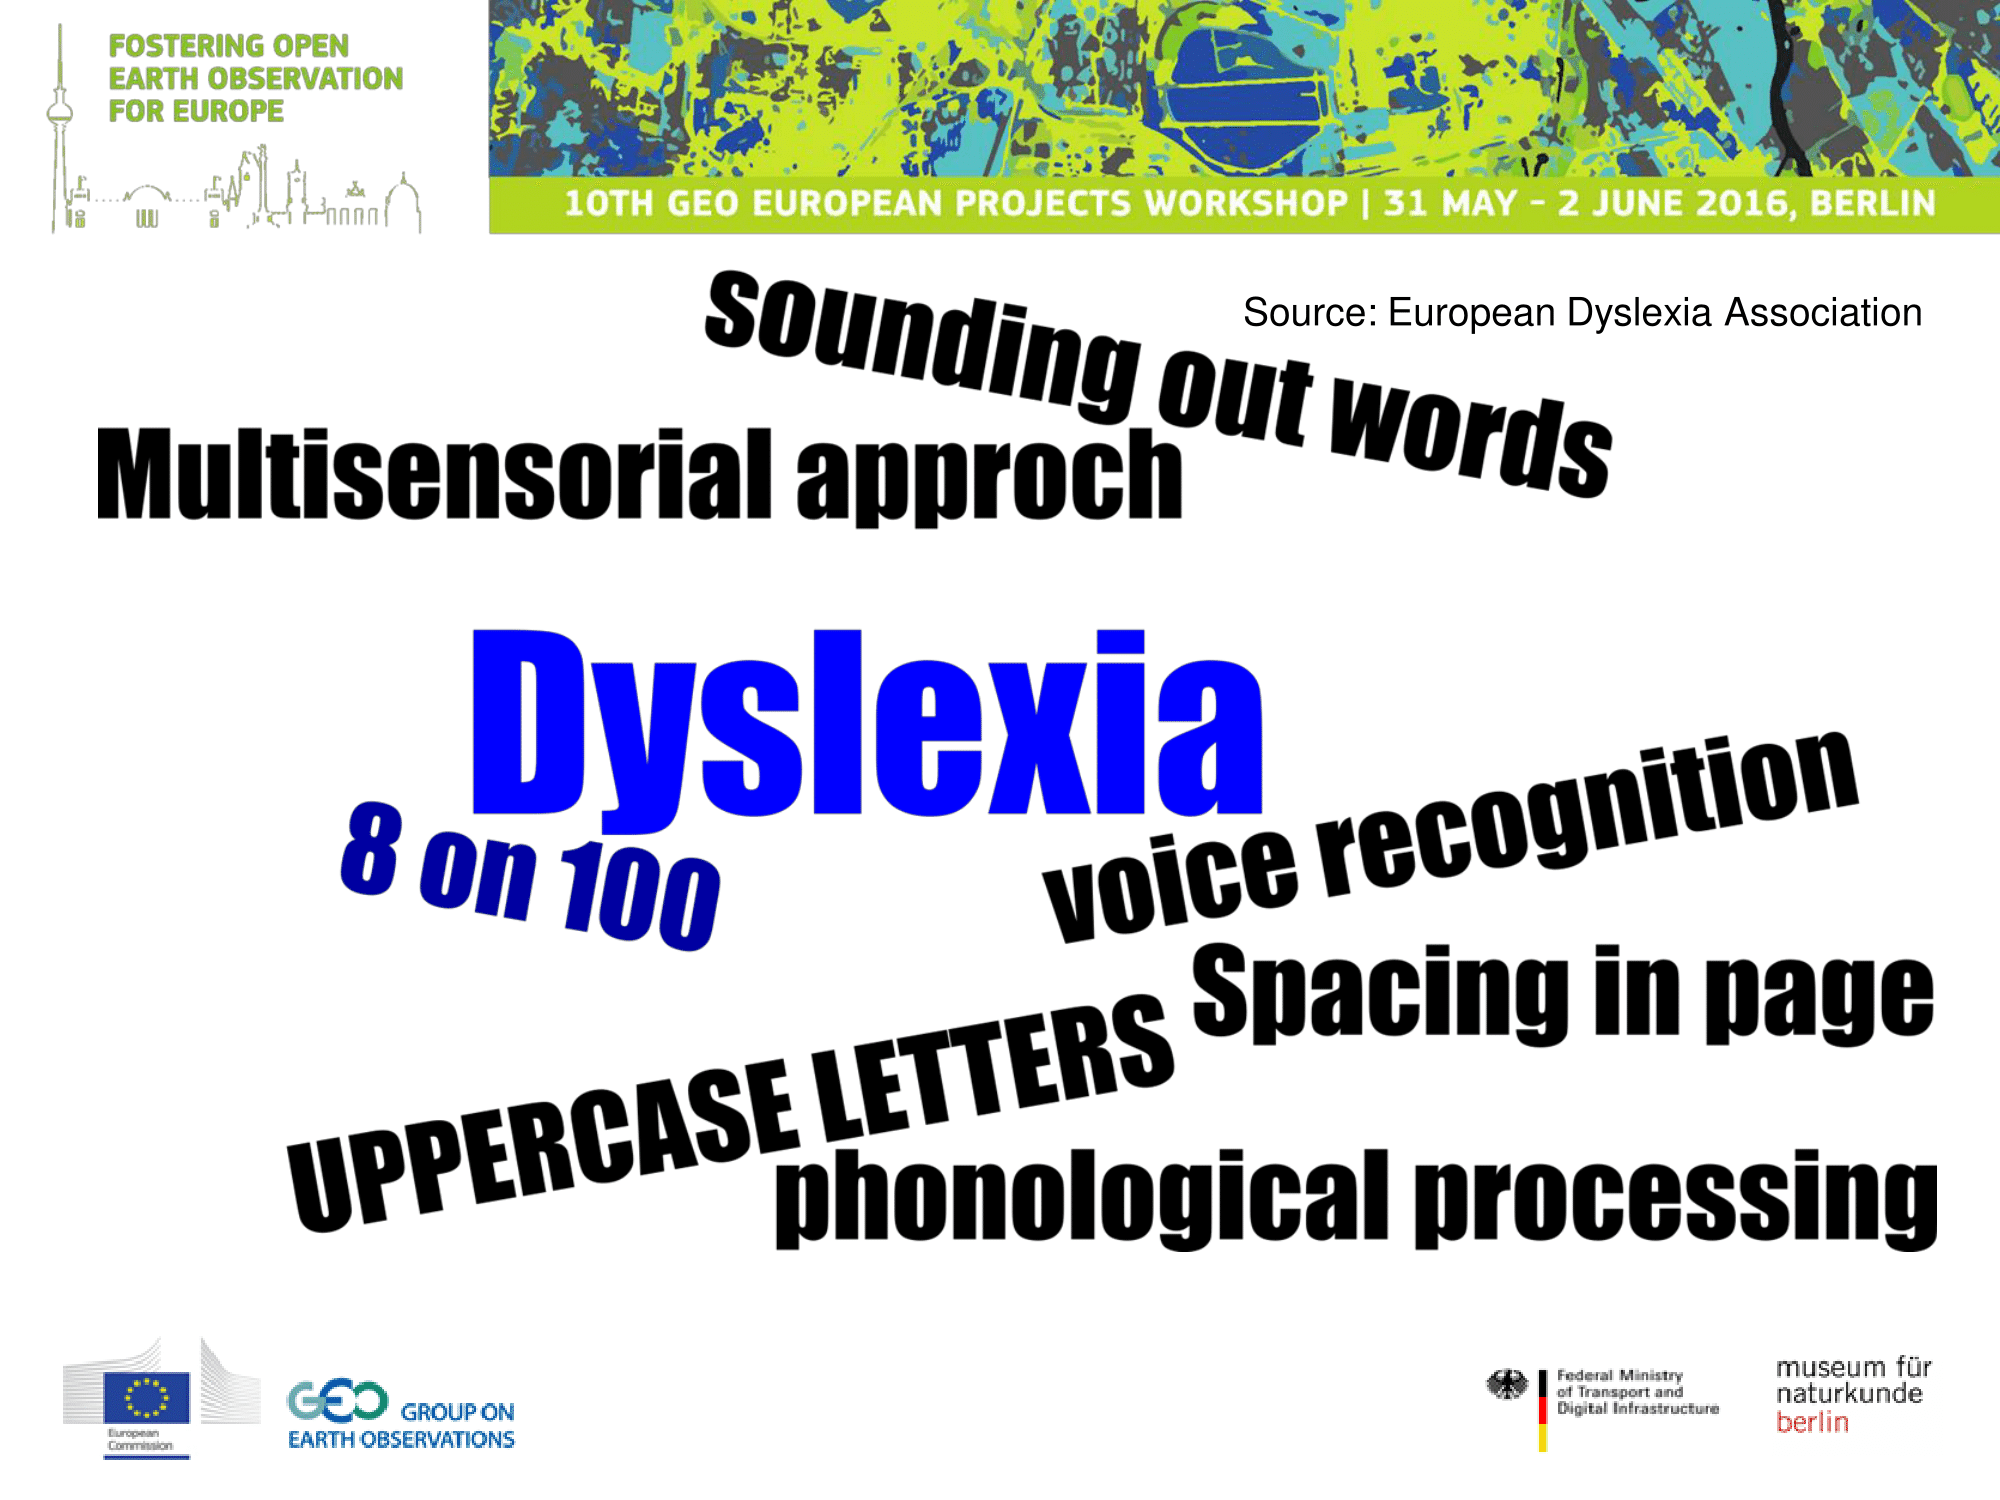 FOSTERING OPEN
EARTH OBSERVATION
FOR EUROPE
10TH GEO EUROPEAN PROJECTS WORKSHOP | 31 MAY - 2 JUNE 2016, BERLIN
Source: European Dyslexia Association
sounding out words
Multisensorial approch
Dyslexia
8 on 100
voice recognition
Spacing in page
UPPERCASE LETTERS
phonological processing
European
Commission
GEO GROUP ON
EARTH OBSERVATIONS
Federal Ministry
of Transport and
Digital Infrastructure
museum für
naturkunde
berlin